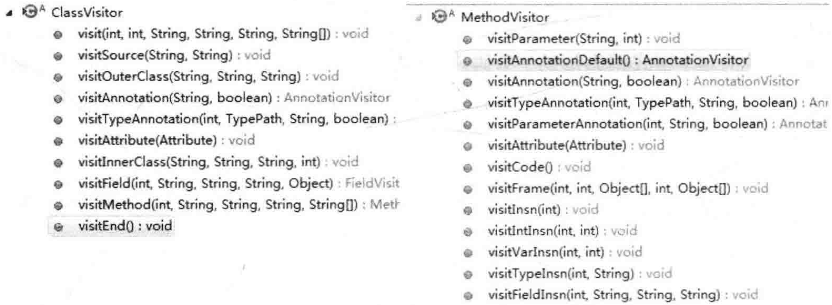 ClassVisitor
visit(int, int, String, String, String, String[]) : void
visitSource(String, String) : void
visitOuterClass(String, String, String) : void
visitAnnotation(String, boolean) : AnnotationVisitor
visitTypeAnnotation(int, TypePath, String, boolean) :
visitAttribute(Attribute) : void
visitInnerClass(String, String, String, int) : void
visitField(int, String, String, String, Object) : FieldVisit
visitMethod(int, String, String, String, String[]) : Meth
visitEnd() : void
MethodVisitor
visitParameter(String, int) : void
visitAnnotationDefault() : AnnotationVisitor
visitAnnotation(String, boolean) : AnnotationVisitor
visitTypeAnnotation(int, TypePath, String, boolean) : Ann
visitParameterAnnotation(int, String, boolean) : Annotat
visitAttribute(Attribute) : void
visitCode() : void
visitFrame(int, int, Object[], int, Object[]) : void
visitInsn(int) : void
visitIntInsn(int, int) : void
visitVarInsn(int, int) : void
visitTypeInsn(int, String) : void
visitFieldInsn(int, String, String, String) : void